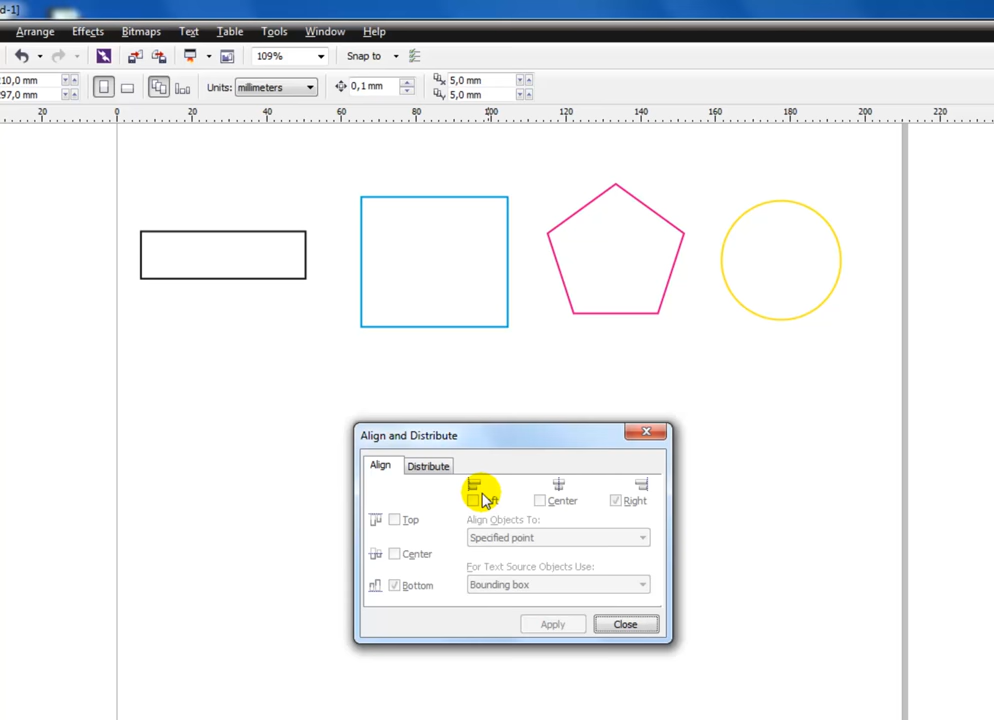 d-1]
Arrange Effects Bitmaps Text Table Tools Window Help
109% Snap to
10,0 mm
97,0 mm
Units: millimeters
0,1 mm
5,0 mm
5,0 mm
20 0 20 40 60 80 100 120 140 160 180 200 220
Align and Distribute
Align Distribute
Left Center Right
Top
Align Objects To:
Specified point
Center
For Text Source Objects Use:
Bottom
Bounding box
Apply Close